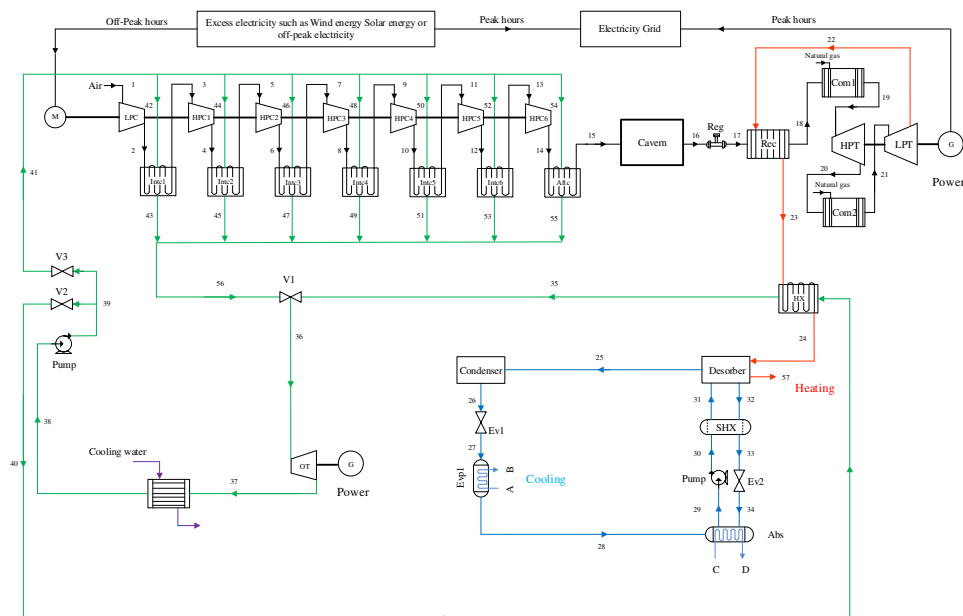 Off-Peak hours
Excess electricity such as Wind energy Solar energy or
off-peak electricity
Peak hours
Electricity Grid
Peak hours
22
Natural gas
Com1
19
Air
1
3
5
7
9
11
13
42
44
46
48
50
52
54
M
LPC
HPC1
HPC2
HPC3
HPC4
HPC5
HPC6
15
Cavern
16
Reg
17
Rec
18
HPT
LPT
G
Power
2
4
6
8
10
12
14
20
21
Natural gas
Com2
41
Intc1
Intc2
Intc3
Intc4
Intc5
Intc6
Aftc
43
45
47
49
51
53
55
23
V3
39
V2
56
V1
35
HX
Pump
36
24
Condenser
25
Desorber
57
Heating
26
31
32
Ev1
SHX
38
27
30
33
40
Cooling water
Evp1
B
A
Cooling
Pump
Ev2
OT
G
Power
37
29
34
28
Abs
C
D